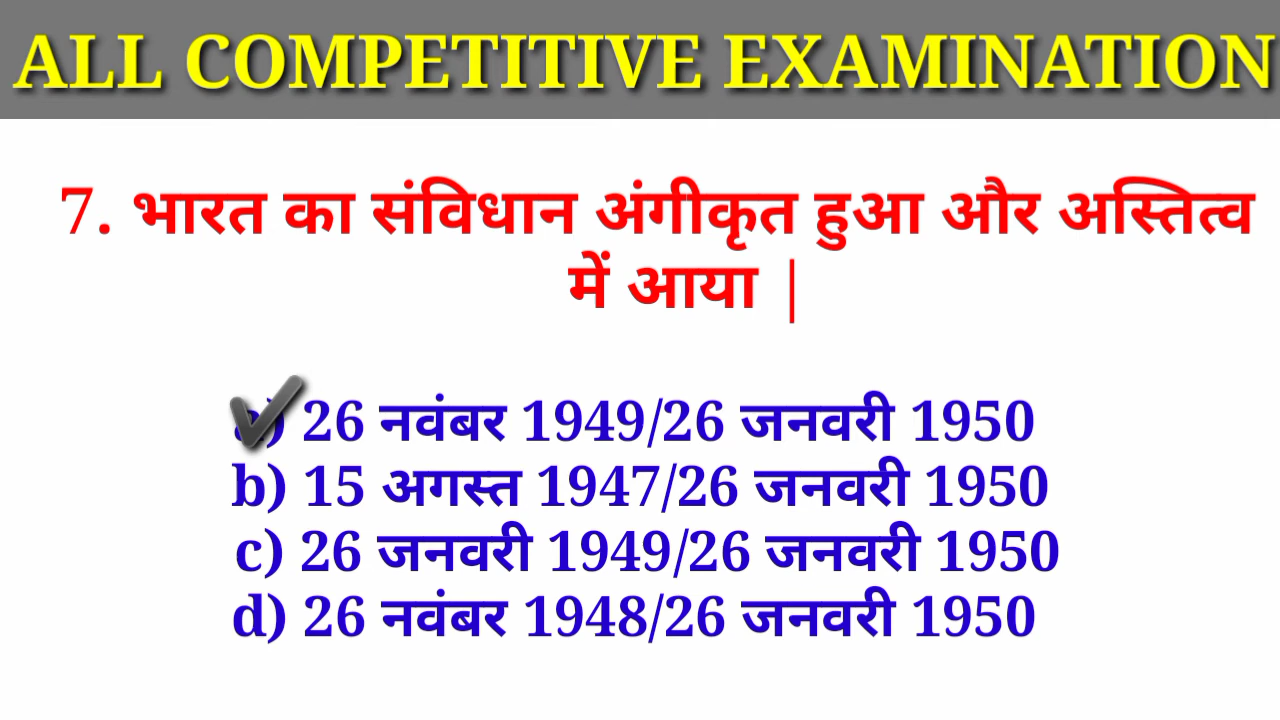 ALL COMPETITIVE EXAMINATION
7. भारत का संविधान अंगीकृत हुआ और अस्तित्व
में आया |
a) 26 नवंबर 1949/26 जनवरी 1950
b) 15 अगस्त 1947/26 जनवरी 1950
c) 26 जनवरी 1949/26 जनवरी 1950
d) 26 नवंबर 1948/26 जनवरी 1950